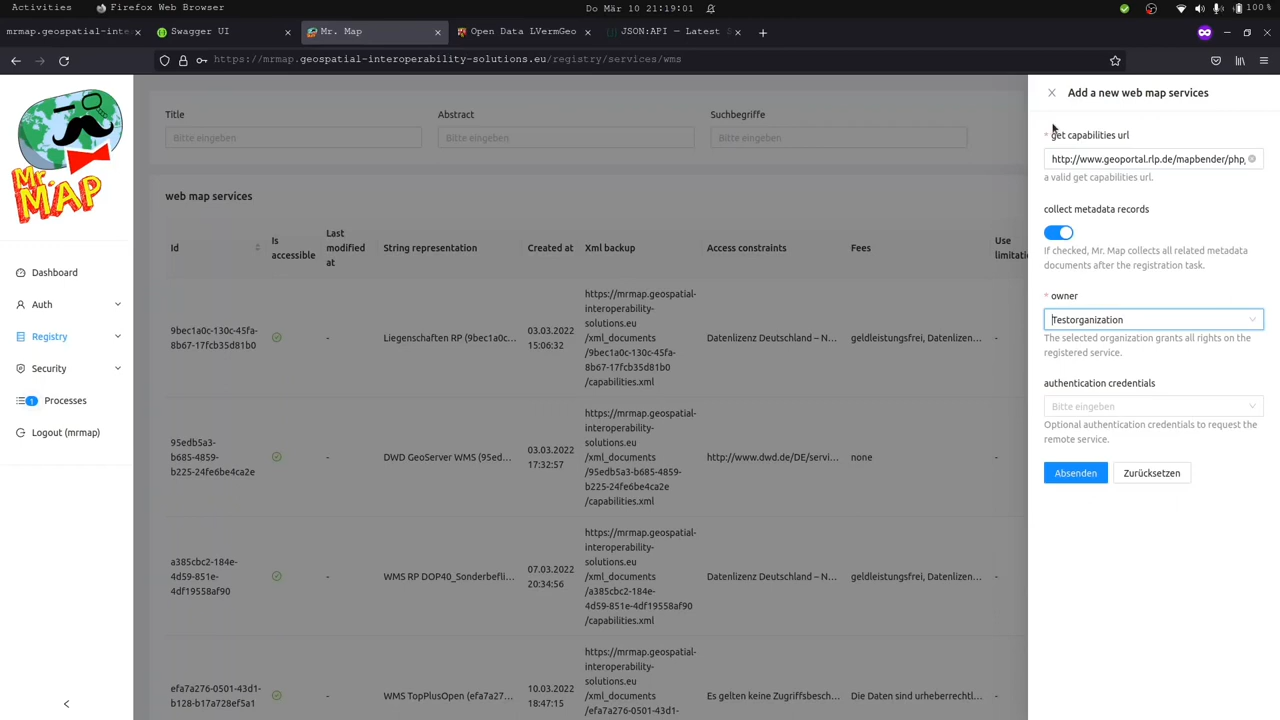 Activities
Firefox Web Browser
Do Mär 10 21:19:01
100 %
mrmap.geospatial-inte
Swagger UI
Mr. Map
Open Data LVermGeo
JSON:API — Latest S
https://mrmap.geospatial-interoperability-solutions.eu/registry/services/wms
Mr. MAP
Dashboard
Auth
Registry
Security
1 Processes
Logout (mrmap)
Title
Abstract
Suchbegriffe
Bitte eingeben
Bitte eingeben
Bitte eingeben
web map services
Id
Is
accessible
Last
modified
at
String representation
Created at
Xml backup
Access constraints
Fees
Use
limitatio
9bec1a0c-130c-45fa-
8b67-17fcb35d81b0
-
Liegenschaften RP (9bec1a0c...
03.03.2022
15:06:32
https://mrmap.geospatial-
interoperability-
solutions.eu
/xml_documents
/9bec1a0c-130c-45fa-
8b67-17fcb35d81b0
/capabilities.xml
Datenlizenz Deutschland – N...
geldleistungsfrei, Datenlizen...
-
95edb5a3-
b685-4859-
b225-24fe6be4ca2e
-
DWD GeoServer WMS (95ed...
03.03.2022
17:32:57
https://mrmap.geospatial-
interoperability-
solutions.eu
/xml_documents
/95edb5a3-b685-4859-
b225-24fe6be4ca2e
/capabilities.xml
http://www.dwd.de/DE/servi...
none
-
a385cbc2-184e-
4d59-851e-
4df19558af90
-
WMS RP DOP40_Sonderbefli...
07.03.2022
20:34:56
https://mrmap.geospatial-
interoperability-
solutions.eu
/xml_documents
/a385cbc2-184e-
4d59-851e-4df19558af90
/capabilities.xml
Datenlizenz Deutschland – N...
geldleistungsfrei, Datenlizen...
-
efa7a276-0501-43d1-
b128-b17a728ef5a1
-
WMS TopPlusOpen (efa7a27...
10.03.2022
18:47:15
https://mrmap.geospatial-
interoperability-
solutions.eu
/xml_documents
/efa7a276-0501-43d1-
Es gelten keine Zugriffsbesch...
Die Daten sind urheberrechtl...
-
Add a new web map services
* get capabilities url
http://www.geoportal.rlp.de/mapbender/php,
a valid get capabilities url.
collect metadata records
If checked, Mr. Map collects all related metadata
documents after the registration task.
* owner
Testorganization
The selected organization grants all rights on the
registered service.
authentication credentials
Bitte eingeben
Optional authentication credentials to request the
remote service.
Absenden
Zurücksetzen